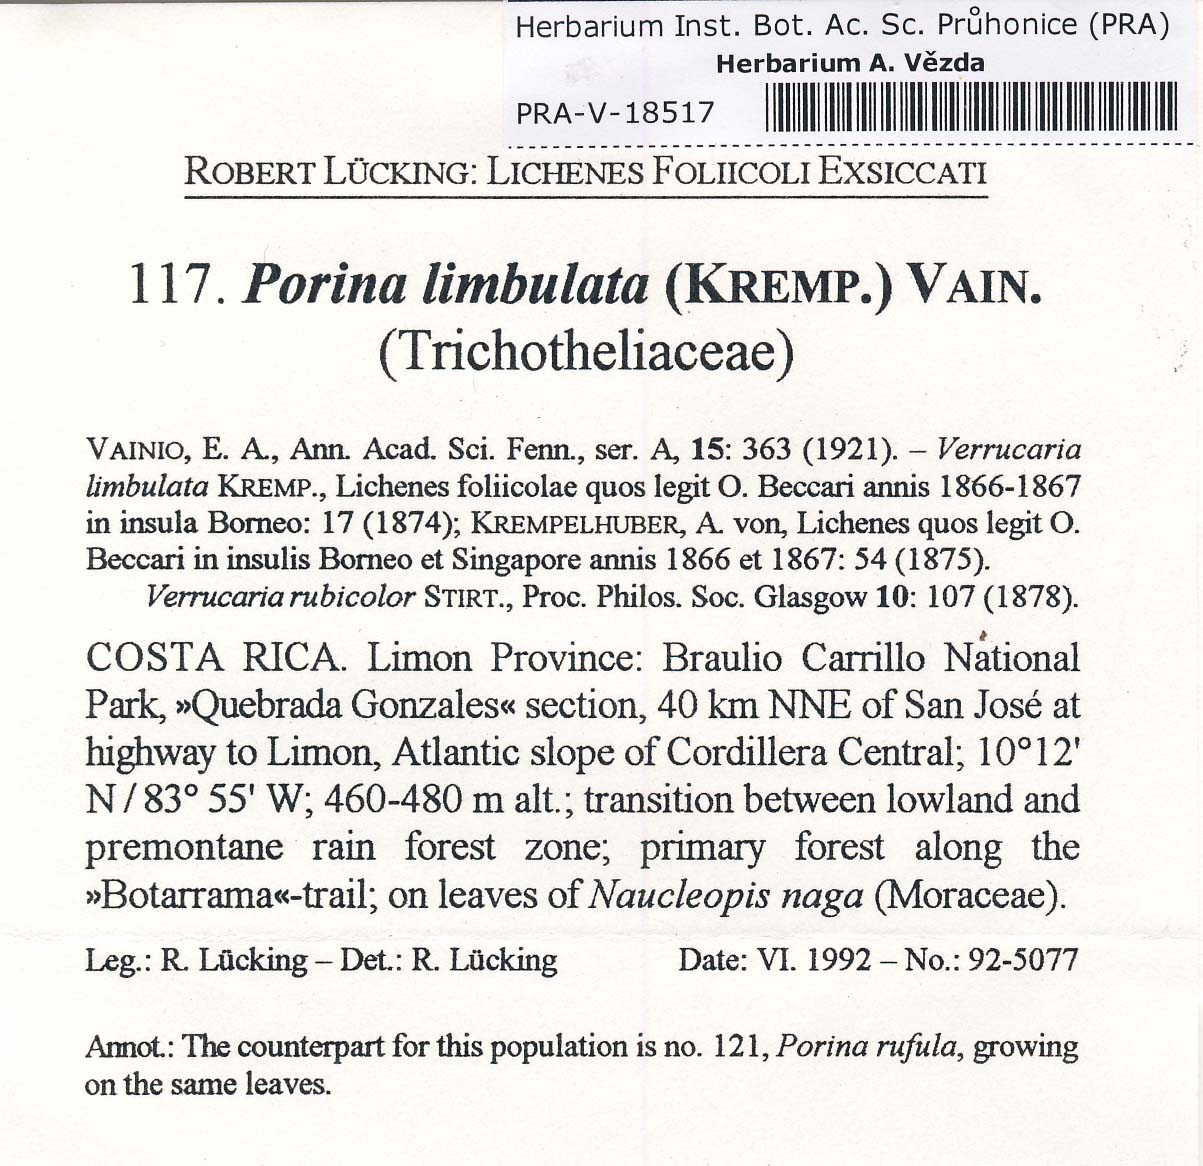 Herbarium Inst. Bot. Ac. Sc. Průhonice (PRA)
Herbarium A. Vězda
PRA-V-18517
ROBERT LÜCKING: LICHENES FOLIICOLI EXSICCATI
117. Porina limbulata (KREMP.) VAIN.
(Trichotheliaceae)
VAINIO, E. A., Ann. Acad. Sci. Fenn., ser. A, 15: 363 (1921). – Verrucaria
limbulata KREMP., Lichenes foliicolae quos legit O. Beccari annis 1866-1867
in insula Borneo: 17 (1874); KREMPELHUBER, A. von, Lichenes quos legit O.
Beccari in insulis Borneo et Singapore annis 1866 et 1867: 54 (1875).
Verrucaria rubicolor STIRT., Proc. Philos. Soc. Glasgow 10: 107 (1878).
COSTA RICA. Limon Province: Braulio Carrillo National
Park, »Quebrada Gonzales« section, 40 km NNE of San José at
highway to Limon, Atlantic slope of Cordillera Central; 10°12'
N / 83° 55' W; 460-480 m alt.; transition between lowland and
premontane rain forest zone; primary forest along the
»Botarrama«-trail; on leaves of Naucleopis naga (Moraceae).
Leg.: R. Lücking – Det.: R. Lücking Date: VI. 1992 – No.: 92-5077
Annot.: The counterpart for this population is no. 121, Porina rufula, growing
on the same leaves.